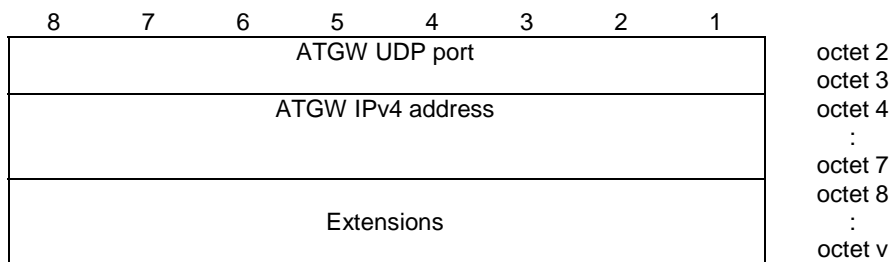 8 7 6 5 4 3 2 1
ATGW UDP port octet 2
octet 3
ATGW IPv4 address octet 4
:
octet 7
octet 8
Extensions :
octet v